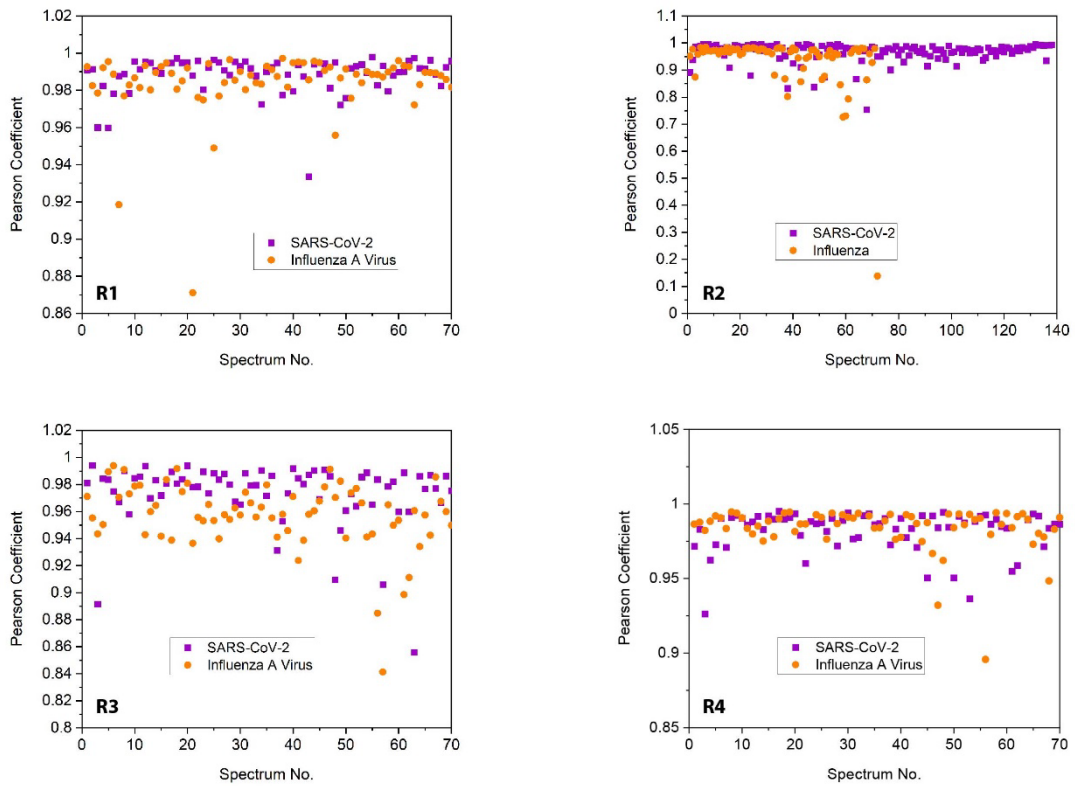 1.02
1
0.98
0.96
0.94
0.92
0.9
0.88
0.86
Pearson Coefficient
SARS-CoV-2
Influenza A Virus
R1
0 10 20 30 40 50 60 70
Spectrum No.
1.1
1
0.9
0.8
0.7
0.6
0.5
0.4
0.3
0.2
0.1
0
Pearson Coefficient
SARS-CoV-2
Influenza
R2
0 20 40 60 80 100 120 140
Spectrum No.
1.02
1
0.98
0.96
0.94
0.92
0.9
0.88
0.86
0.84
0.82
0.8
Pearson Coefficient
SARS-CoV-2
Influenza A Virus
R3
0 10 20 30 40 50 60 70
Spectrum No.
1.05
1
0.95
0.9
0.85
Pearson Coefficient
SARS-CoV-2
Influenza A Virus
R4
0 10 20 30 40 50 60 70
Spectrum No.